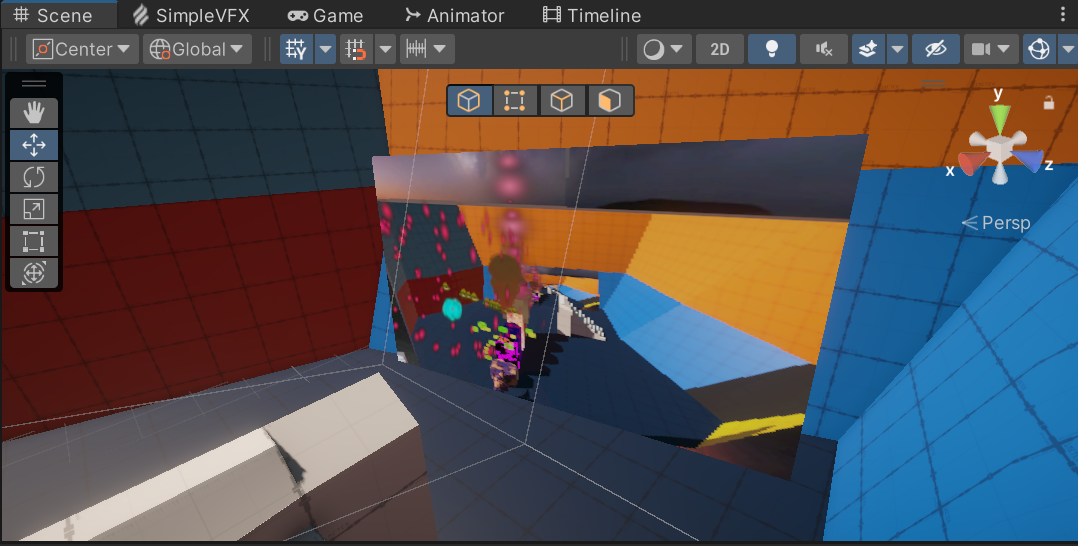 Scene SimpleVFX Game Animator Timeline
Center Global 2D
y
x z
Persp